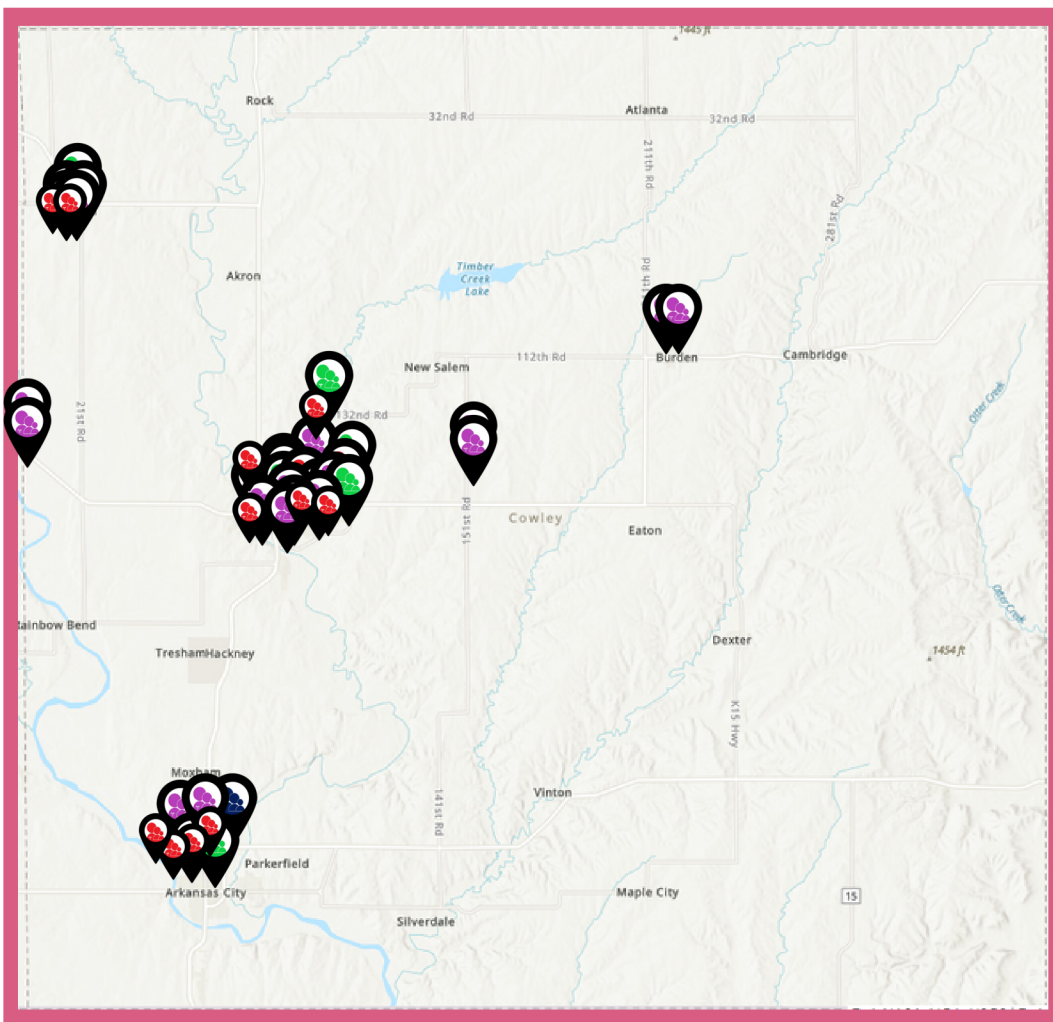 1445 ft
Rock
32nd Rd
Atlanta
32nd Rd
211th Rd
281st Rd
Akron
Timber
Creek
Lake
New Salem
112th Rd
Burden
Cambridge
21st Rd
132nd Rd
Otter Creek
151st Rd
Cowley
Eaton
Otter Creek
Rainbow Bend
Tresham
Hackney
Dexter
1454 ft
K15 Hwy
Moxham
Vinton
141st Rd
Parkerfield
Arkansas City
Maple City
15
Silverdale